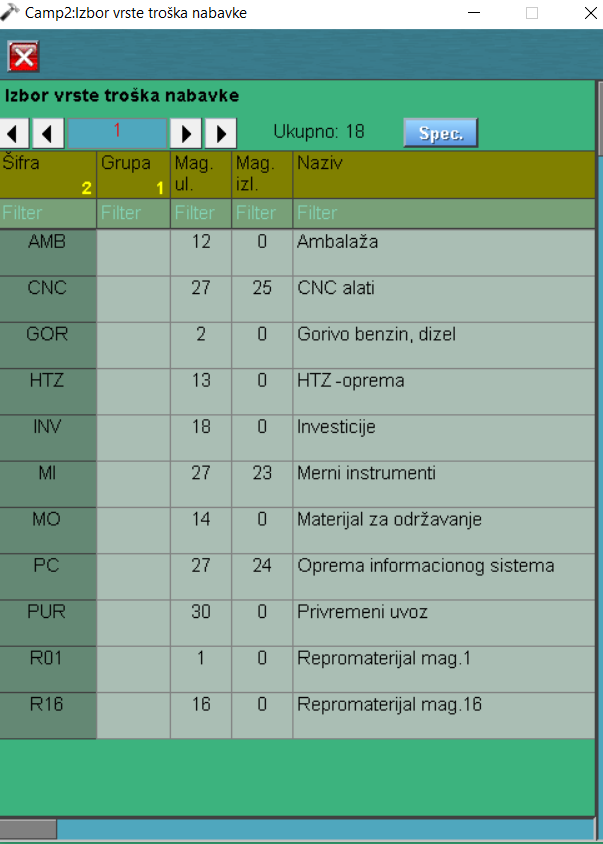 Camp2:Izbor vrste troška nabavke
Izbor vrste troška nabavke
1 Ukupno: 18 Spec.
Šifra 2 Grupa 1 Mag. ul. Mag. izl. Naziv
Filter Filter Filter Filter Filter
AMB 12 0 Ambalaža
CNC 27 25 CNC alati
GOR 2 0 Gorivo benzin, dizel
HTZ 13 0 HTZ -oprema
INV 18 0 Investicije
MI 27 23 Merni instrumenti
MO 14 0 Materijal za održavanje
PC 27 24 Oprema informacionog sistema
PUR 30 0 Privremeni uvoz
R01 1 0 Repromaterijal mag.1
R16 16 0 Repromaterijal mag.16